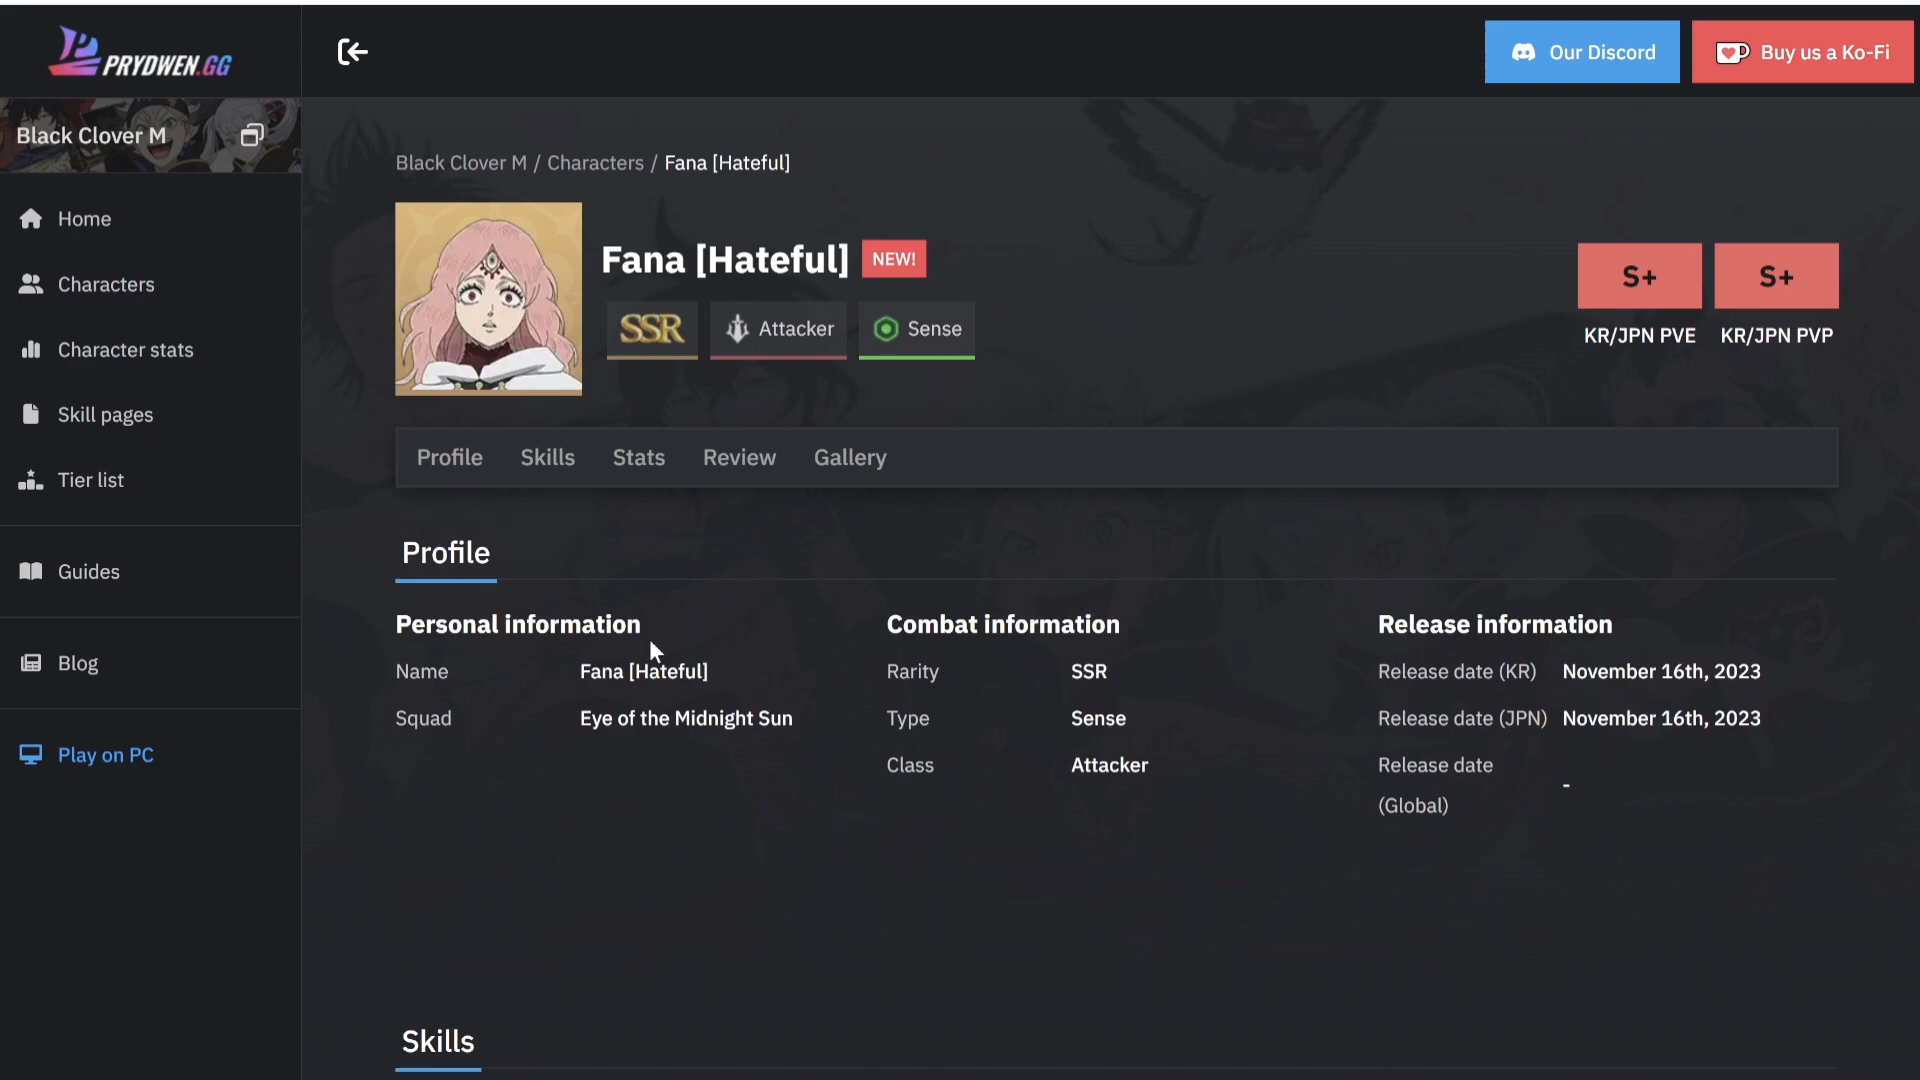 PRYDWEN.GG
Our Discord
Buy us a Ko-Fi
Black Clover M
Home
Characters
Character stats
Skill pages
Tier list
Guides
Blog
Play on PC
Black Clover M / Characters / Fana [Hateful]
Fana [Hateful] NEW!
SSR Attacker Sense
S+ S+
KR/JPN PVE KR/JPN PVP
Profile Skills Stats Review Gallery
Profile
Personal information
Name Fana [Hateful]
Squad Eye of the Midnight Sun
Combat information
Rarity SSR
Type Sense
Class Attacker
Release information
Release date (KR) November 16th, 2023
Release date (JPN) November 16th, 2023
Release date
(Global) -
Skills